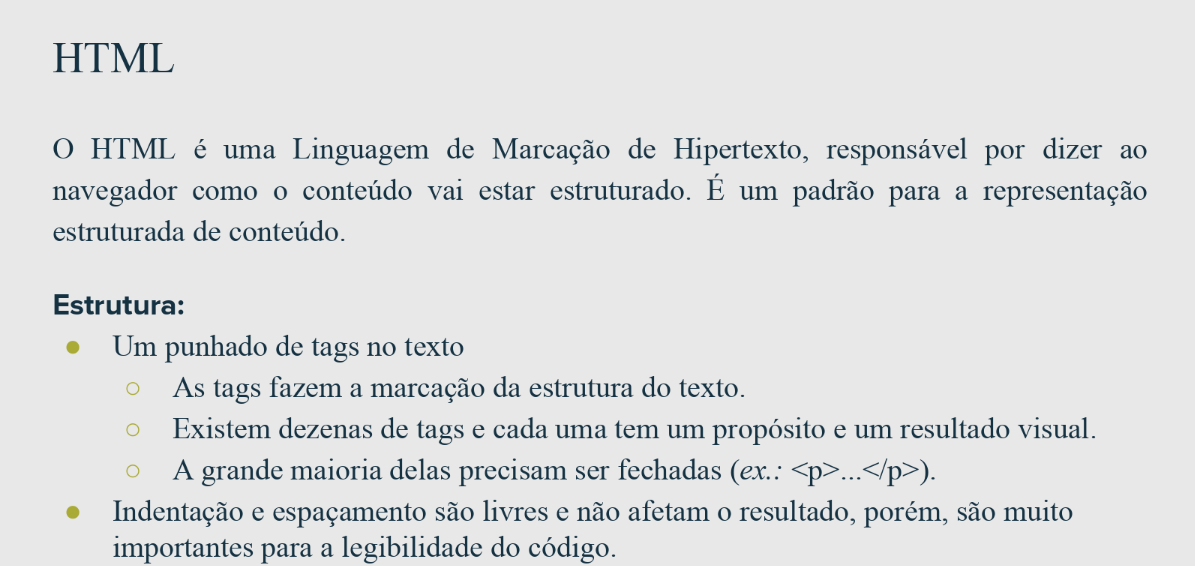 HTML
O HTML é uma Linguagem de Marcação de Hipertexto, responsável por dizer ao
navegador como o conteúdo vai estar estruturado. É um padrão para a representação
estruturada de conteúdo.
Estrutura:
● Um punhado de tags no texto
○ As tags fazem a marcação da estrutura do texto.
○ Existem dezenas de tags e cada uma tem um propósito e um resultado visual.
○ A grande maioria delas precisam ser fechadas (ex.: <p>...</p>).
● Indentação e espaçamento são livres e não afetam o resultado, porém, são muito
importantes para a legibilidade do código.